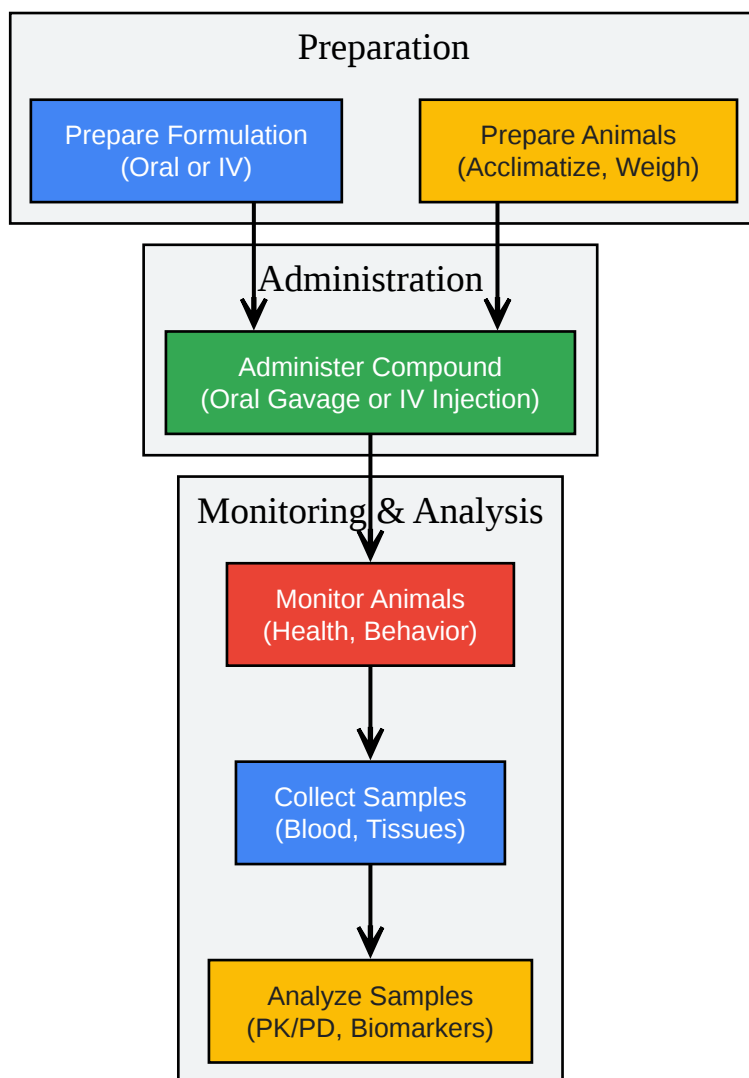 Preparation
Prepare Formulation
(Oral or IV)
Prepare Animals
(Acclimatize, Weigh)
Administration
Administer Compound
(Oral Gavage or IV Injection)
Monitoring & Analysis
Monitor Animals
(Health, Behavior)
Collect Samples
(Blood, Tissues)
Analyze Samples
(PK/PD, Biomarkers)